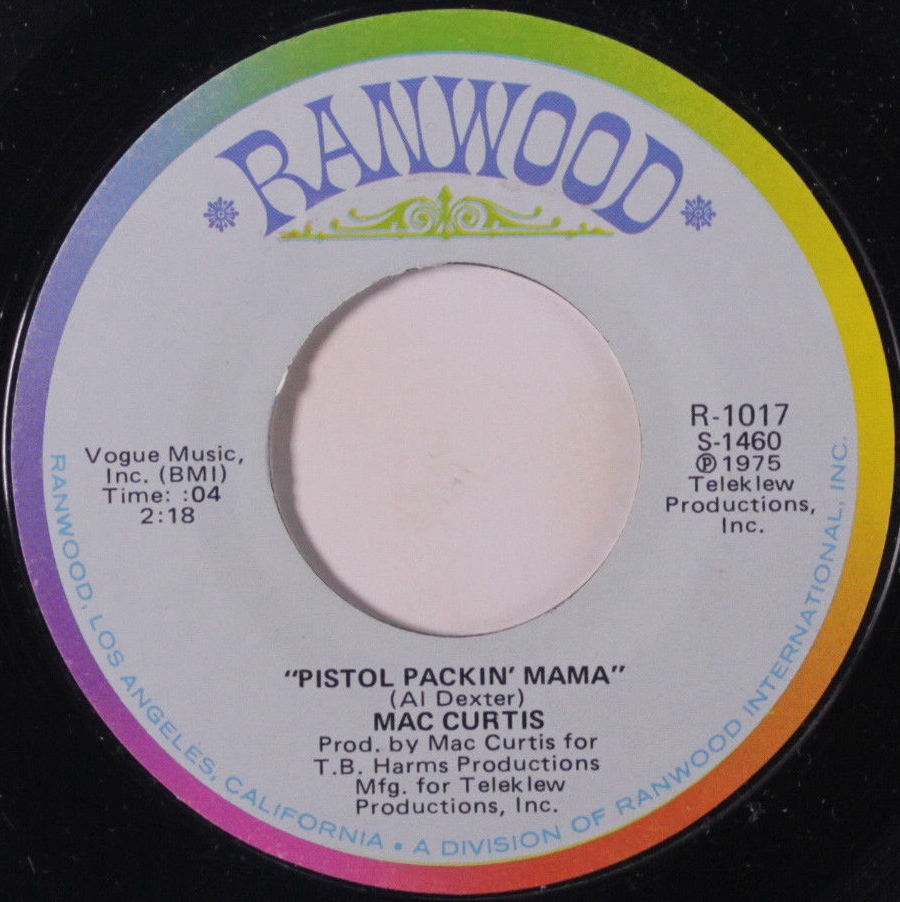 RANWOOD
Vogue Music,
Inc. (BMI)
Time: :04
2:18
R-1017
S-1460
℗ 1975
Teleklew
Productions,
Inc.
"PISTOL PACKIN' MAMA"
(Al Dexter)
MAC CURTIS
Prod. by Mac Curtis for
T.B. Harms Productions
Mfg. for Teleklew
Productions, Inc.
RANWOOD, LOS ANGELES, CALIFORNIA • A DIVISION OF RANWOOD INTERNATIONAL, INC.